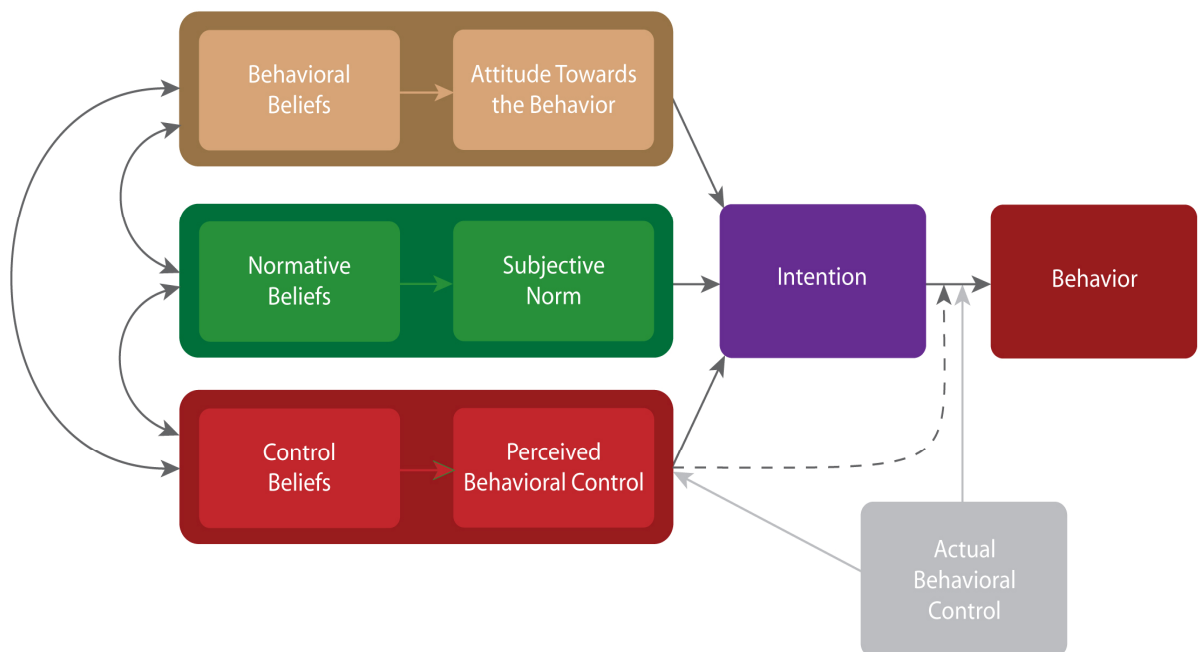 Behavioral
Beliefs
Attitude Towards
the Behavior
Normative
Beliefs
Subjective
Norm
Intention
Behavior
Control
Beliefs
Perceived
Behavioral Control
Actual
Behavioral
Control